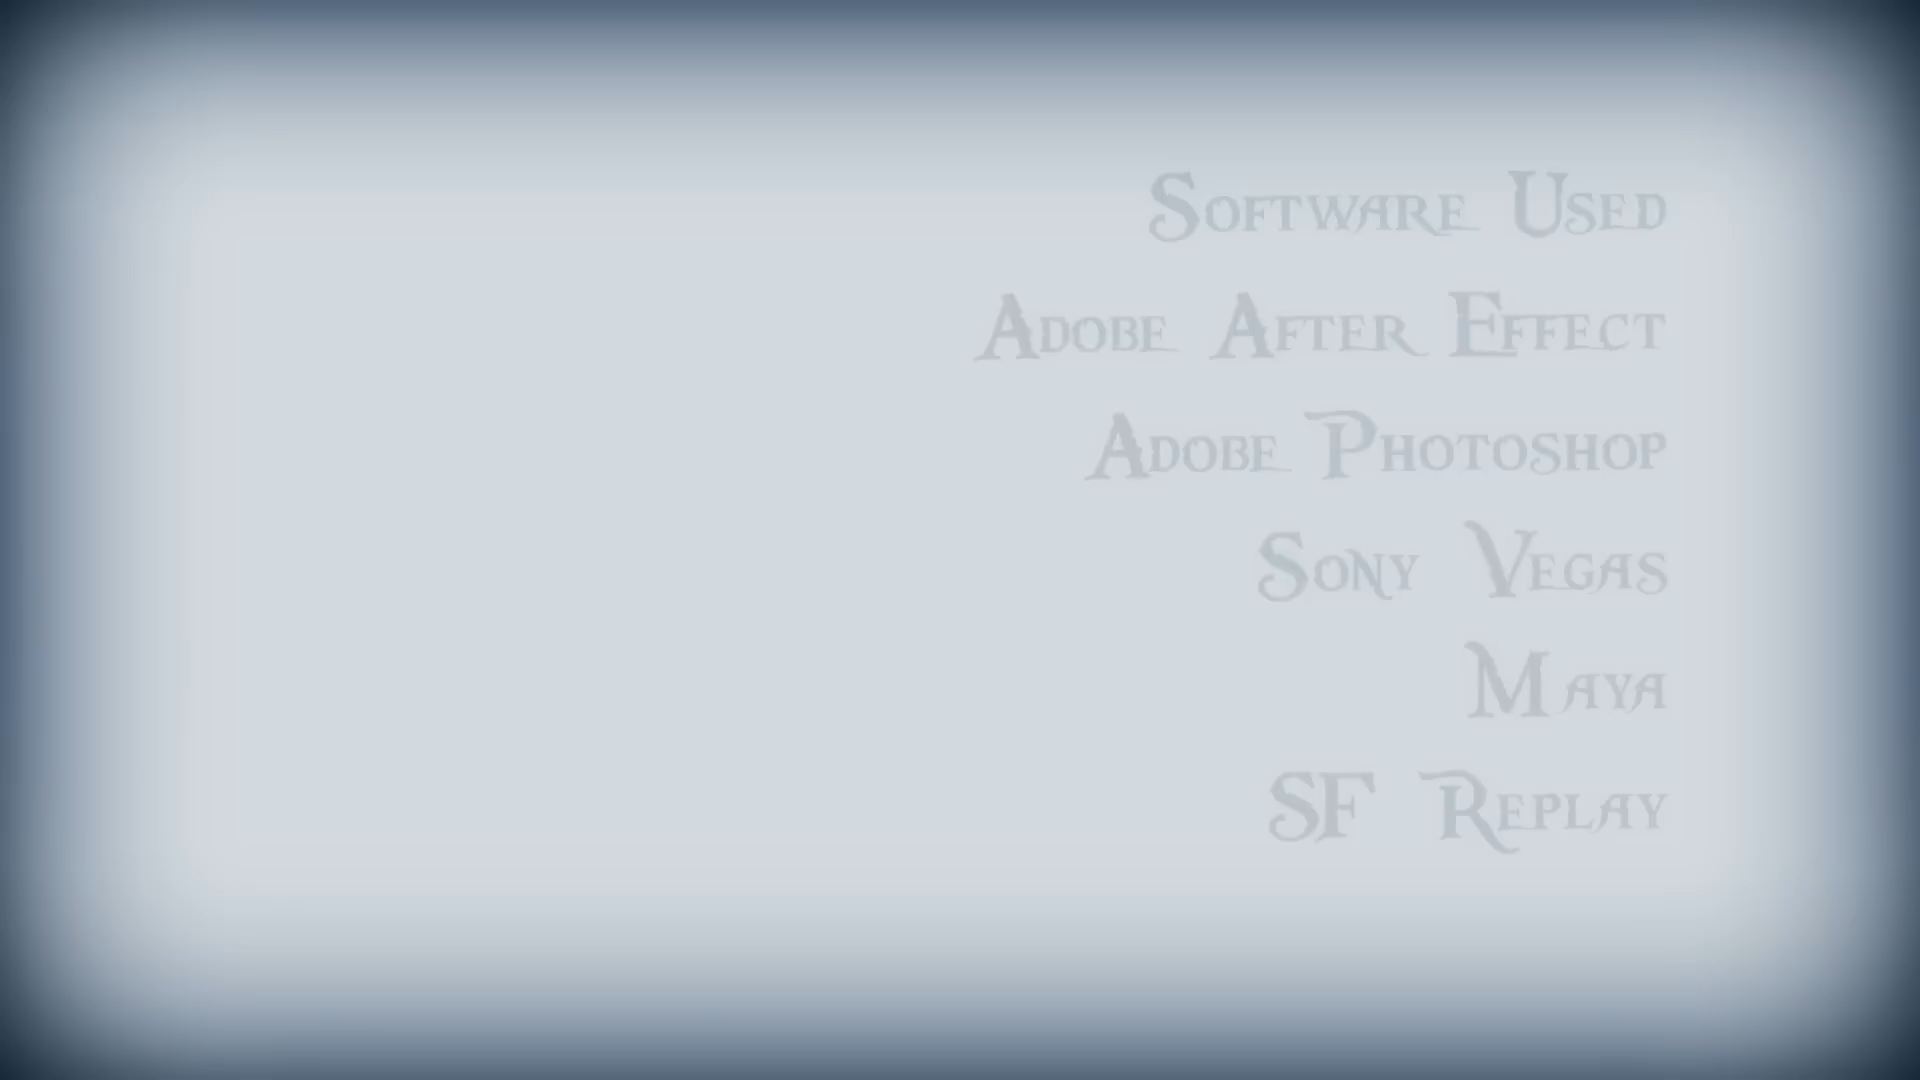 Software Used
Adobe After Effect
Adobe Photoshop
Sony Vegas
Maya
SF Replay